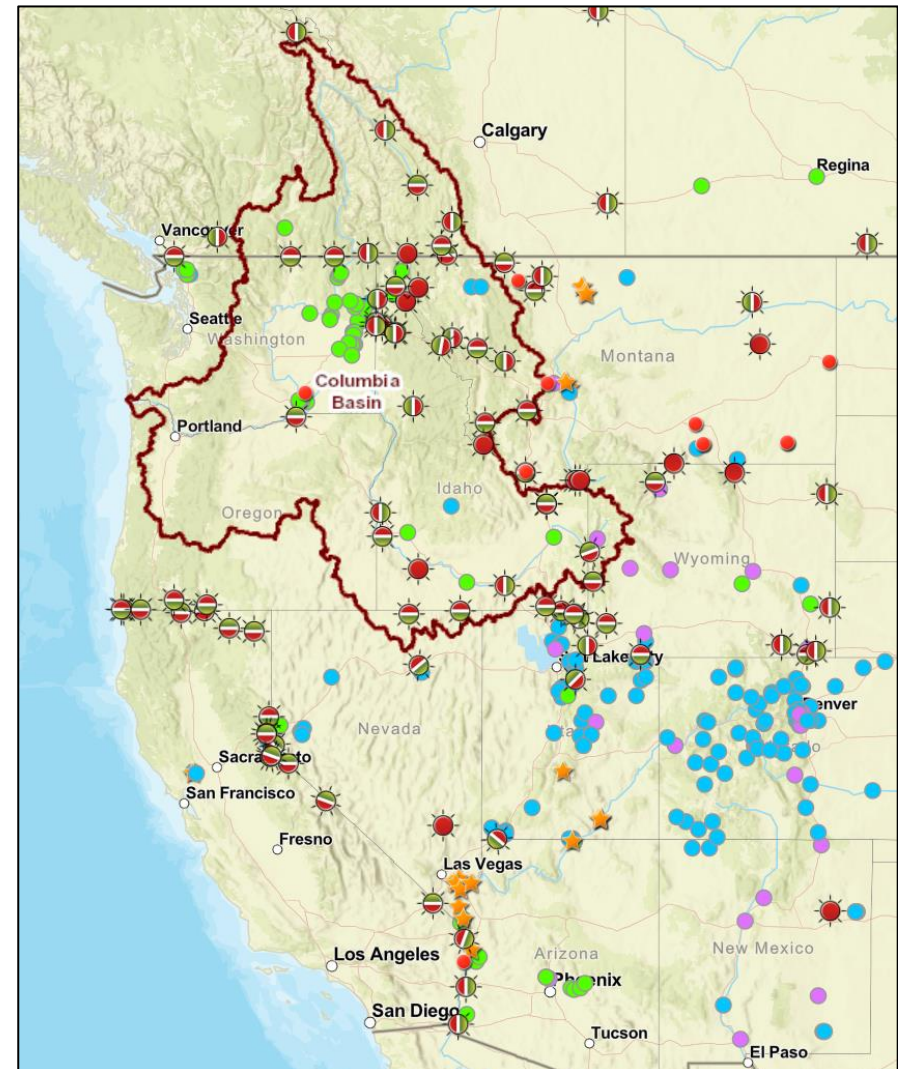 Calgary
Regina
Vancouver
Seattle
Washington
Montana
Columbia
Basin
Portland
Idaho
Oregon
Wyoming
Lake City
Nevada
Denver
Sacramento
San Francisco
Fresno
Las Vegas
Los Angeles
Arizona
New Mexico
Phoenix
San Diego
Tucson
El Paso